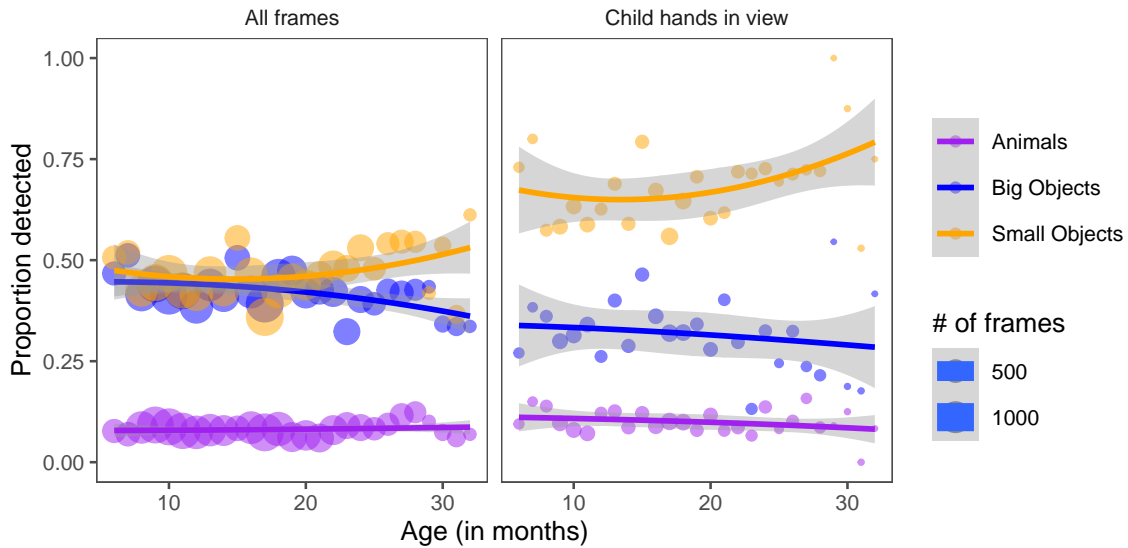 All frames
Child hands in view
Proportion detected
1.00
0.75
0.50
0.25
0.00
10
20
30
10
20
30
Age (in months)
Animals
Big Objects
Small Objects
# of frames
500
1000